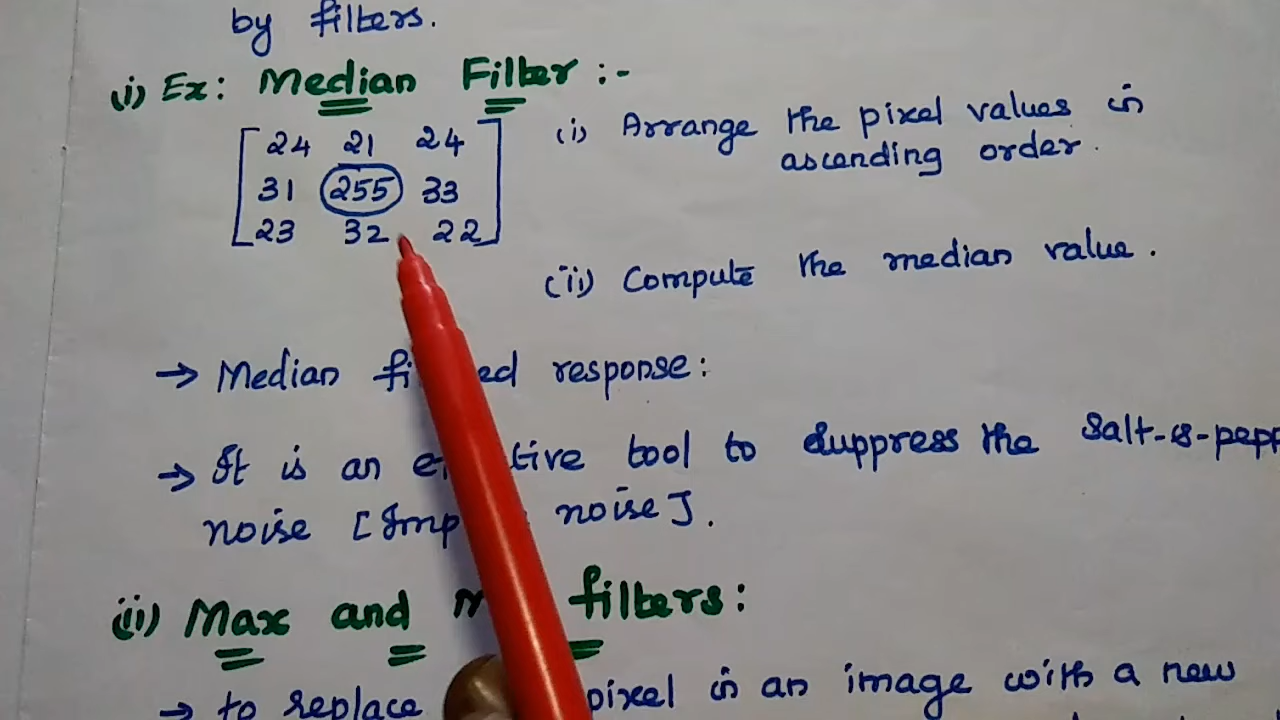 by filters.
(i) Ex: Median Filter :-
24 21 24
31 255 33
23 32 22
(i) Arrange the pixel values in
ascending order.
(ii) Compute the median value.
→ Median response:
→ It is an tool to suppress the Salt-&-pepp
noise [Imp noise].
(ii) Max and filters:
→ to replace pixel in an image with a new